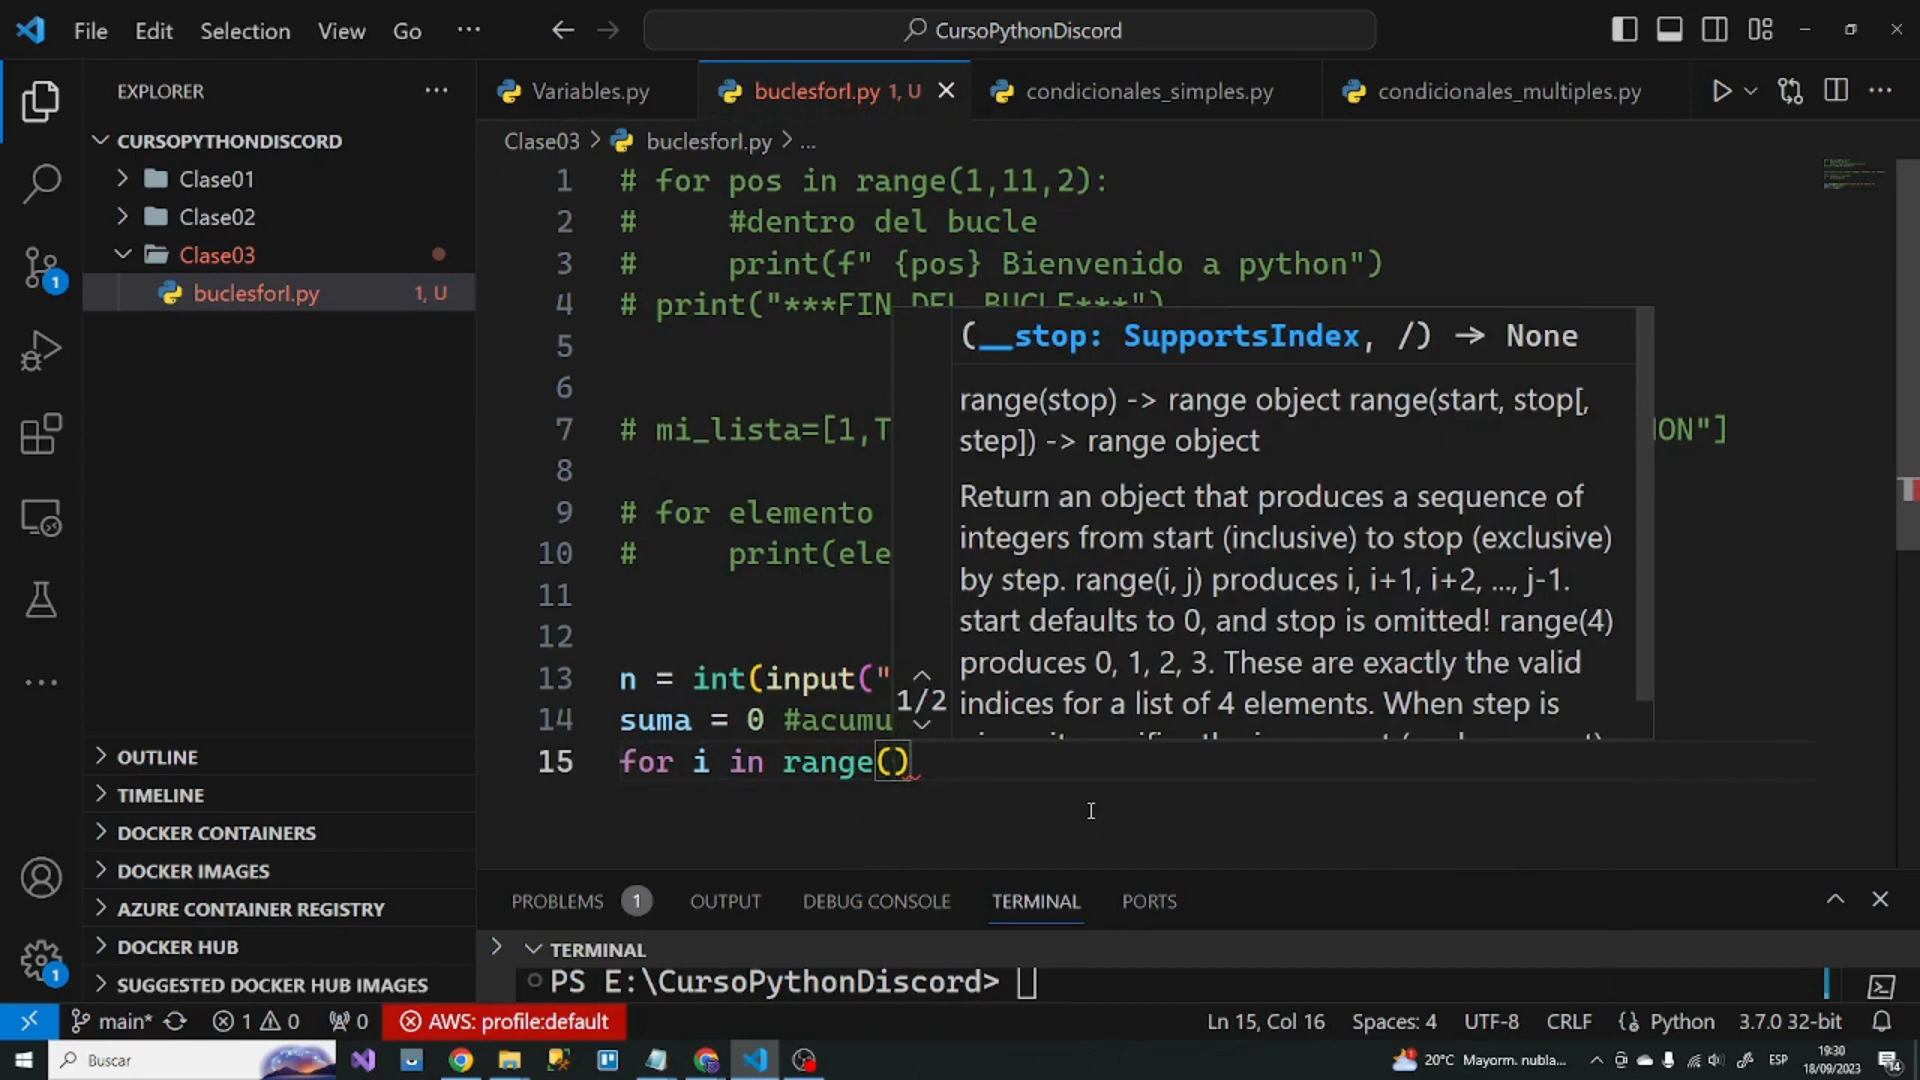 File Edit Selection View Go ···
CursoPythonDiscord
EXPLORER
Variables.py
buclesforI.py 1, U
condicionales_simples.py
condicionales_multiples.py
CURSOPYTHONDISCORD
Clase01
Clase02
Clase03
buclesforI.py 1, U
Clase03 > buclesforI.py > ...
1 # for pos in range(1,11,2):
2 #     #dentro del bucle
3 #     print(f" {pos} Bienvenido a python")
4 # print("***FIN DEL BUCLE***")
5
6
7 # mi_lista=[1,T ON"]
8
9 # for elemento
10 #     print(ele
11
12
13 n = int(input("
14 suma = 0 #acumu
15 for i in range()
1/2
(__stop: SupportsIndex, /) -> None
range(stop) -> range object range(start, stop[,
step]) -> range object
Return an object that produces a sequence of
integers from start (inclusive) to stop (exclusive)
by step. range(i, j) produces i, i+1, i+2, ..., j-1.
start defaults to 0, and stop is omitted! range(4)
produces 0, 1, 2, 3. These are exactly the valid
indices for a list of 4 elements. When step is
OUTLINE
TIMELINE
DOCKER CONTAINERS
DOCKER IMAGES
AZURE CONTAINER REGISTRY
DOCKER HUB
SUGGESTED DOCKER HUB IMAGES
1
1
PROBLEMS 1 OUTPUT DEBUG CONSOLE TERMINAL PORTS
TERMINAL
PS E:\CursoPythonDiscord>
main* 1 0 0 AWS: profile:default
Ln 15, Col 16 Spaces: 4 UTF-8 CRLF Python 3.7.0 32-bit
Buscar
20°C Mayorm. nubla... ESP
19:30
18/09/2023
14